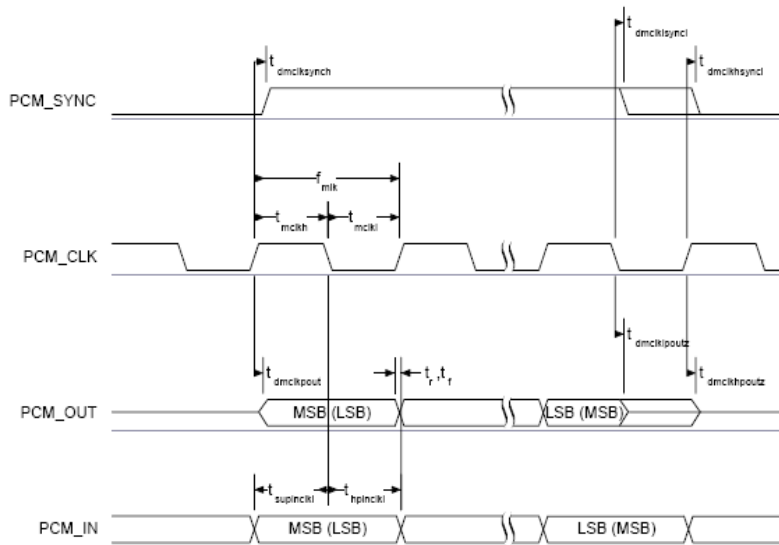 t dmclklsyncl
t dmclksynch
t dmclkhsyncl
PCM_SYNC
f mlk
t mclkh
t mclkl
PCM_CLK
t dmclklpoutz
t dmclkpout
t r ,t f
t dmclkhpoutz
PCM_OUT
MSB (LSB)
LSB (MSB)
t supinclkl
t hpinclkl
PCM_IN
MSB (LSB)
LSB (MSB)